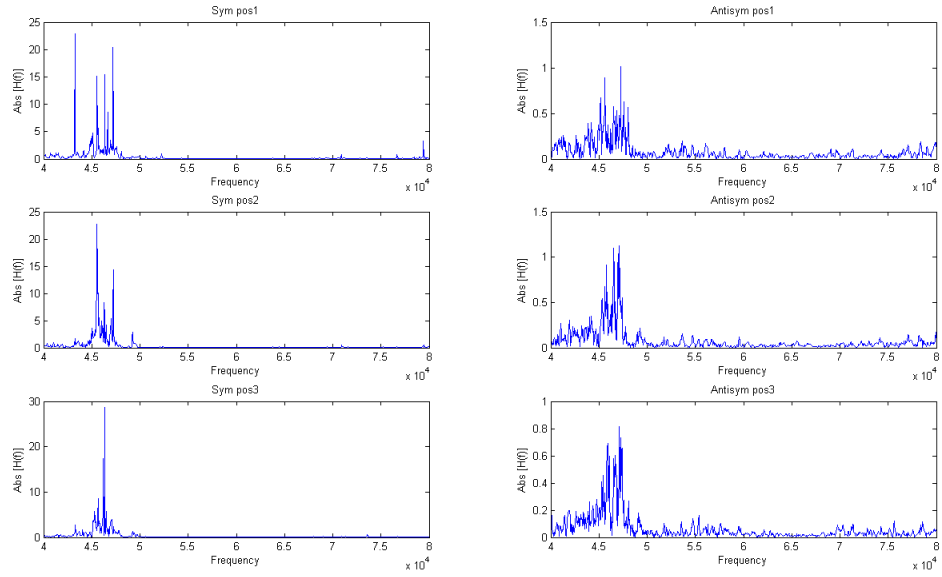 Sym pos1
25
20
15
10
5
0
Abs [H(f)]
4 4.5 5 5.5 6 6.5 7 7.5 8
Frequency
x 10^4
Antisym pos1
1.5
1
0.5
0
Abs [H(f)]
4 4.5 5 5.5 6 6.5 7 7.5 8
Frequency
x 10^4
Sym pos2
25
20
15
10
5
0
Abs [H(f)]
4 4.5 5 5.5 6 6.5 7 7.5 8
Frequency
x 10^4
Antisym pos2
1.5
1
0.5
0
Abs [H(f)]
4 4.5 5 5.5 6 6.5 7 7.5 8
Frequency
x 10^4
Sym pos3
30
20
10
0
Abs [H(f)]
4 4.5 5 5.5 6 6.5 7 7.5 8
Frequency
x 10^4
Antisym pos3
1
0.8
0.6
0.4
0.2
0
Abs [H(f)]
4 4.5 5 5.5 6 6.5 7 7.5 8
Frequency
x 10^4